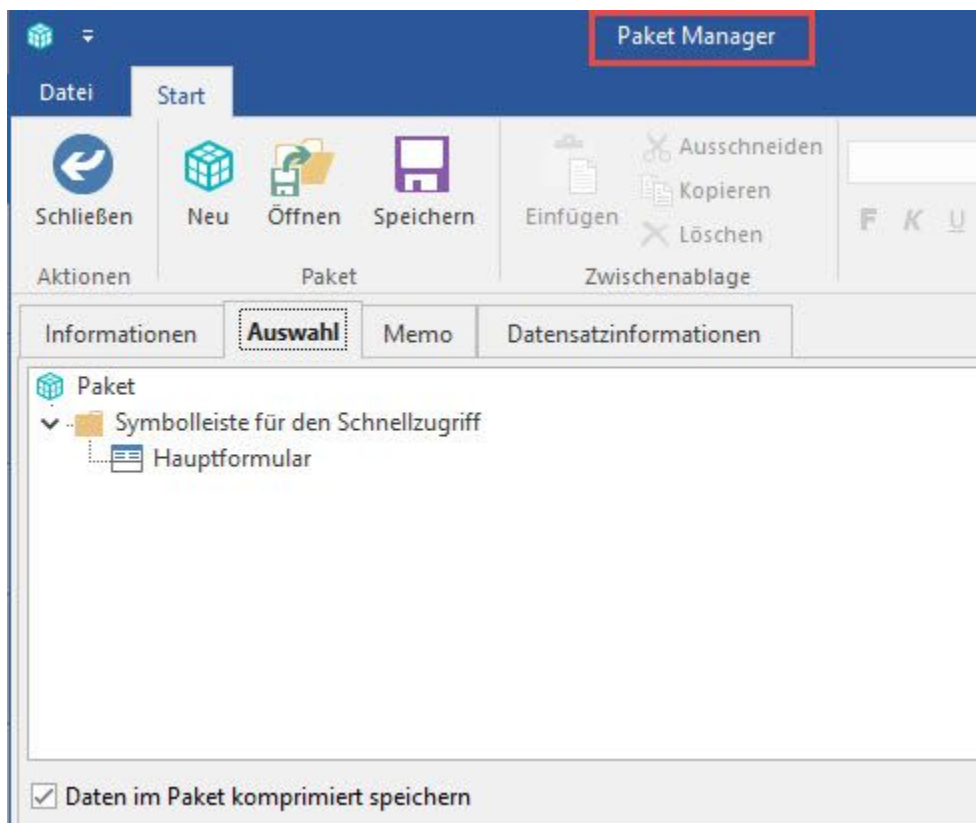 Paket Manager
Datei Start
Ausschneiden
Kopieren
Schließen Neu Öffnen Speichern Einfügen Löschen F K U
Aktionen Paket Zwischenablage
Informationen Auswahl Memo Datensatzinformationen
Paket
Symbolleiste für den Schnellzugriff
Hauptformular
Daten im Paket komprimiert speichern